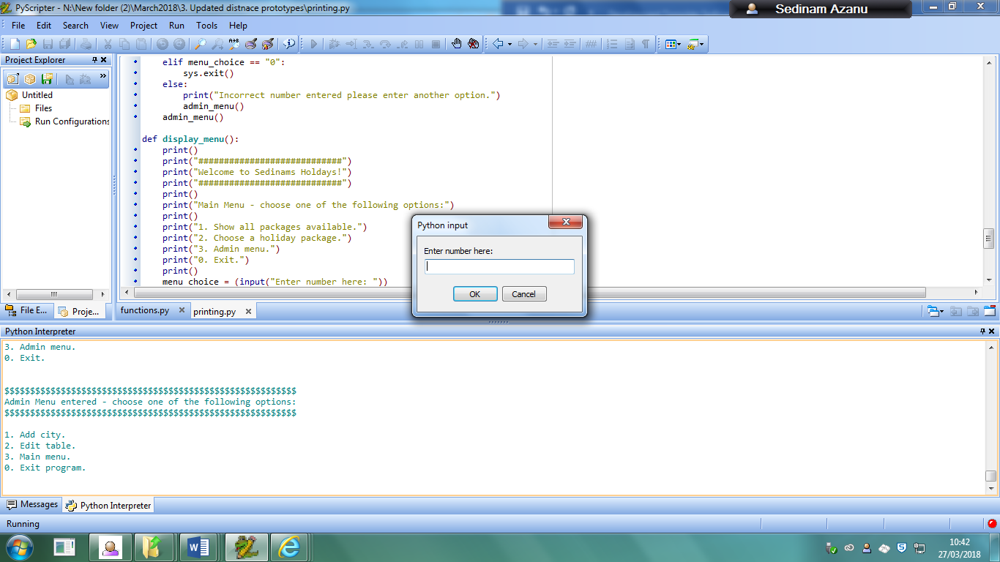 PyScripter - N:\New folder (2)\March2018\3. Updated distnace prototypes\printing.py
Sedinam Azanu
File Edit Search View Project Run Tools Help
Project Explorer
Untitled
Files
Run Configurations
elif menu_choice == "0":
sys.exit()
else:
print("Incorrect number entered please enter another option.")
admin_menu()
admin_menu()
def display_menu():
print()
print("############################")
print("Welcome to Sedinams Holdays!")
print("############################")
print()
print("Main Menu - choose one of the following options:")
print()
print("1. Show all packages available.")
print("2. Choose a holiday package.")
print("3. Admin menu.")
print("0. Exit.")
print()
menu choice = (input("Enter number here: "))
Python input
Enter number here:
OK Cancel
File E... Proje...
functions.py printing.py
Python Interpreter
3. Admin menu.
0. Exit.
$$$$$$$$$$$$$$$$$$$$$$$$$$$$$$$$$$$$$$$$$$$$$$$$$$$$$$$$$
Admin Menu entered - choose one of the following options:
$$$$$$$$$$$$$$$$$$$$$$$$$$$$$$$$$$$$$$$$$$$$$$$$$$$$$$$$$
1. Add city.
2. Edit table.
3. Main menu.
0. Exit program.
Messages Python Interpreter
Running
10:42
27/03/2018